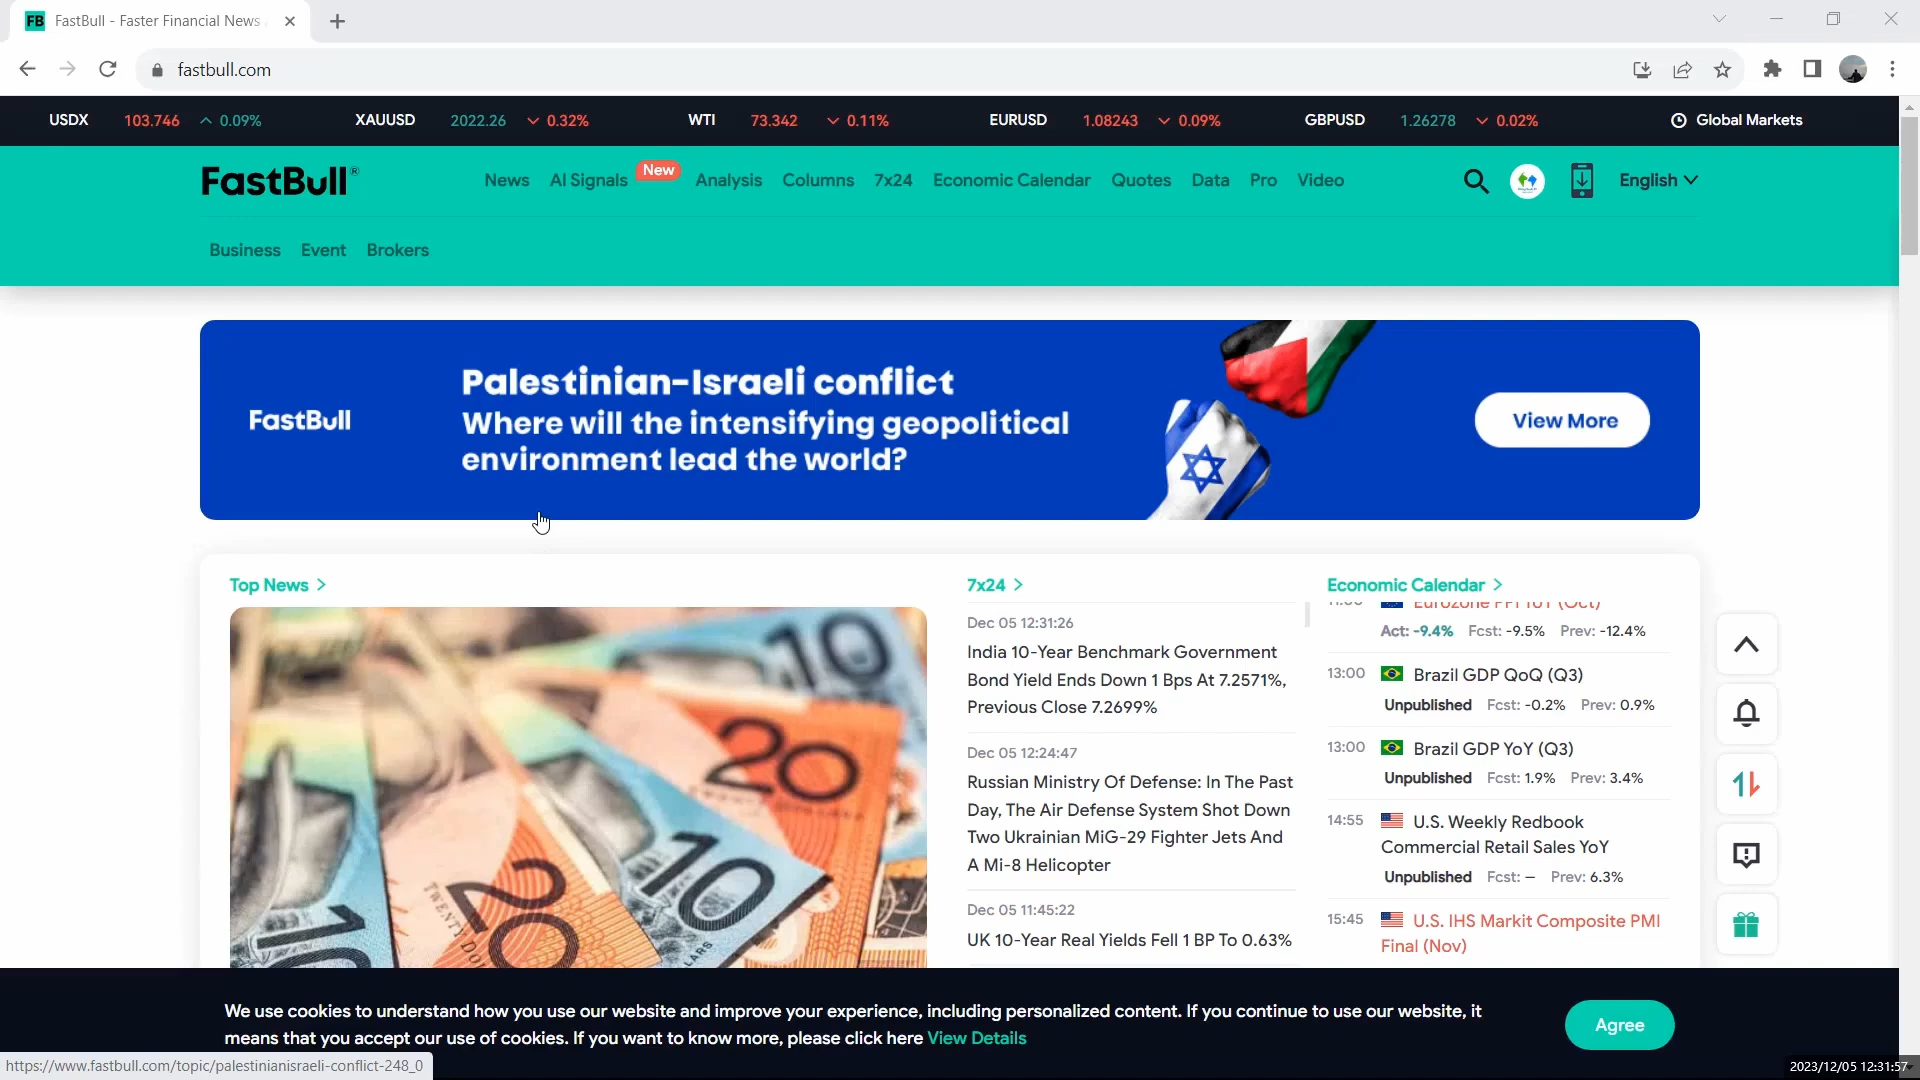 FB FastBull - Faster Financial News
fastbull.com
USDX 103.746 0.09% XAUUSD 2022.26 0.32% WTI 73.342 0.11% EURUSD 1.08243 0.09% GBPUSD 1.26278 0.02% Global Markets
FastBull® News AI Signals New Analysis Columns 7x24 Economic Calendar Quotes Data Pro Video English
Business Event Brokers
FastBull
Palestinian-Israeli conflict
Where will the intensifying geopolitical
environment lead the world?
View More
Top News >
10
20
10
20
TWENTY DO
LARS
10
7x24 >
Dec 05 12:31:26
India 10-Year Benchmark Government
Bond Yield Ends Down 1 Bps At 7.2571%,
Previous Close 7.2699%
Dec 05 12:24:47
Russian Ministry Of Defense: In The Past
Day, The Air Defense System Shot Down
Two Ukrainian MiG-29 Fighter Jets And
A Mi-8 Helicopter
Dec 05 11:45:22
UK 10-Year Real Yields Fell 1 BP To 0.63%
Economic Calendar >
Eurozone PPI YoY (Oct)
Act: -9.4% Fcst: -9.5% Prev: -12.4%
13:00 Brazil GDP QoQ (Q3)
Unpublished Fcst: -0.2% Prev: 0.9%
13:00 Brazil GDP YoY (Q3)
Unpublished Fcst: 1.9% Prev: 3.4%
14:55 U.S. Weekly Redbook
Commercial Retail Sales YoY
Unpublished Fcst: — Prev: 6.3%
15:45 U.S. IHS Markit Composite PMI
Final (Nov)
We use cookies to understand how you use our website and improve your experience, including personalized content. If you continue to use our website, it
means that you accept our use of cookies. If you want to know more, please click here View Details
Agree
https://www.fastbull.com/topic/palestinianisraeli-conflict-248_0
2023/12/05 12:31:57